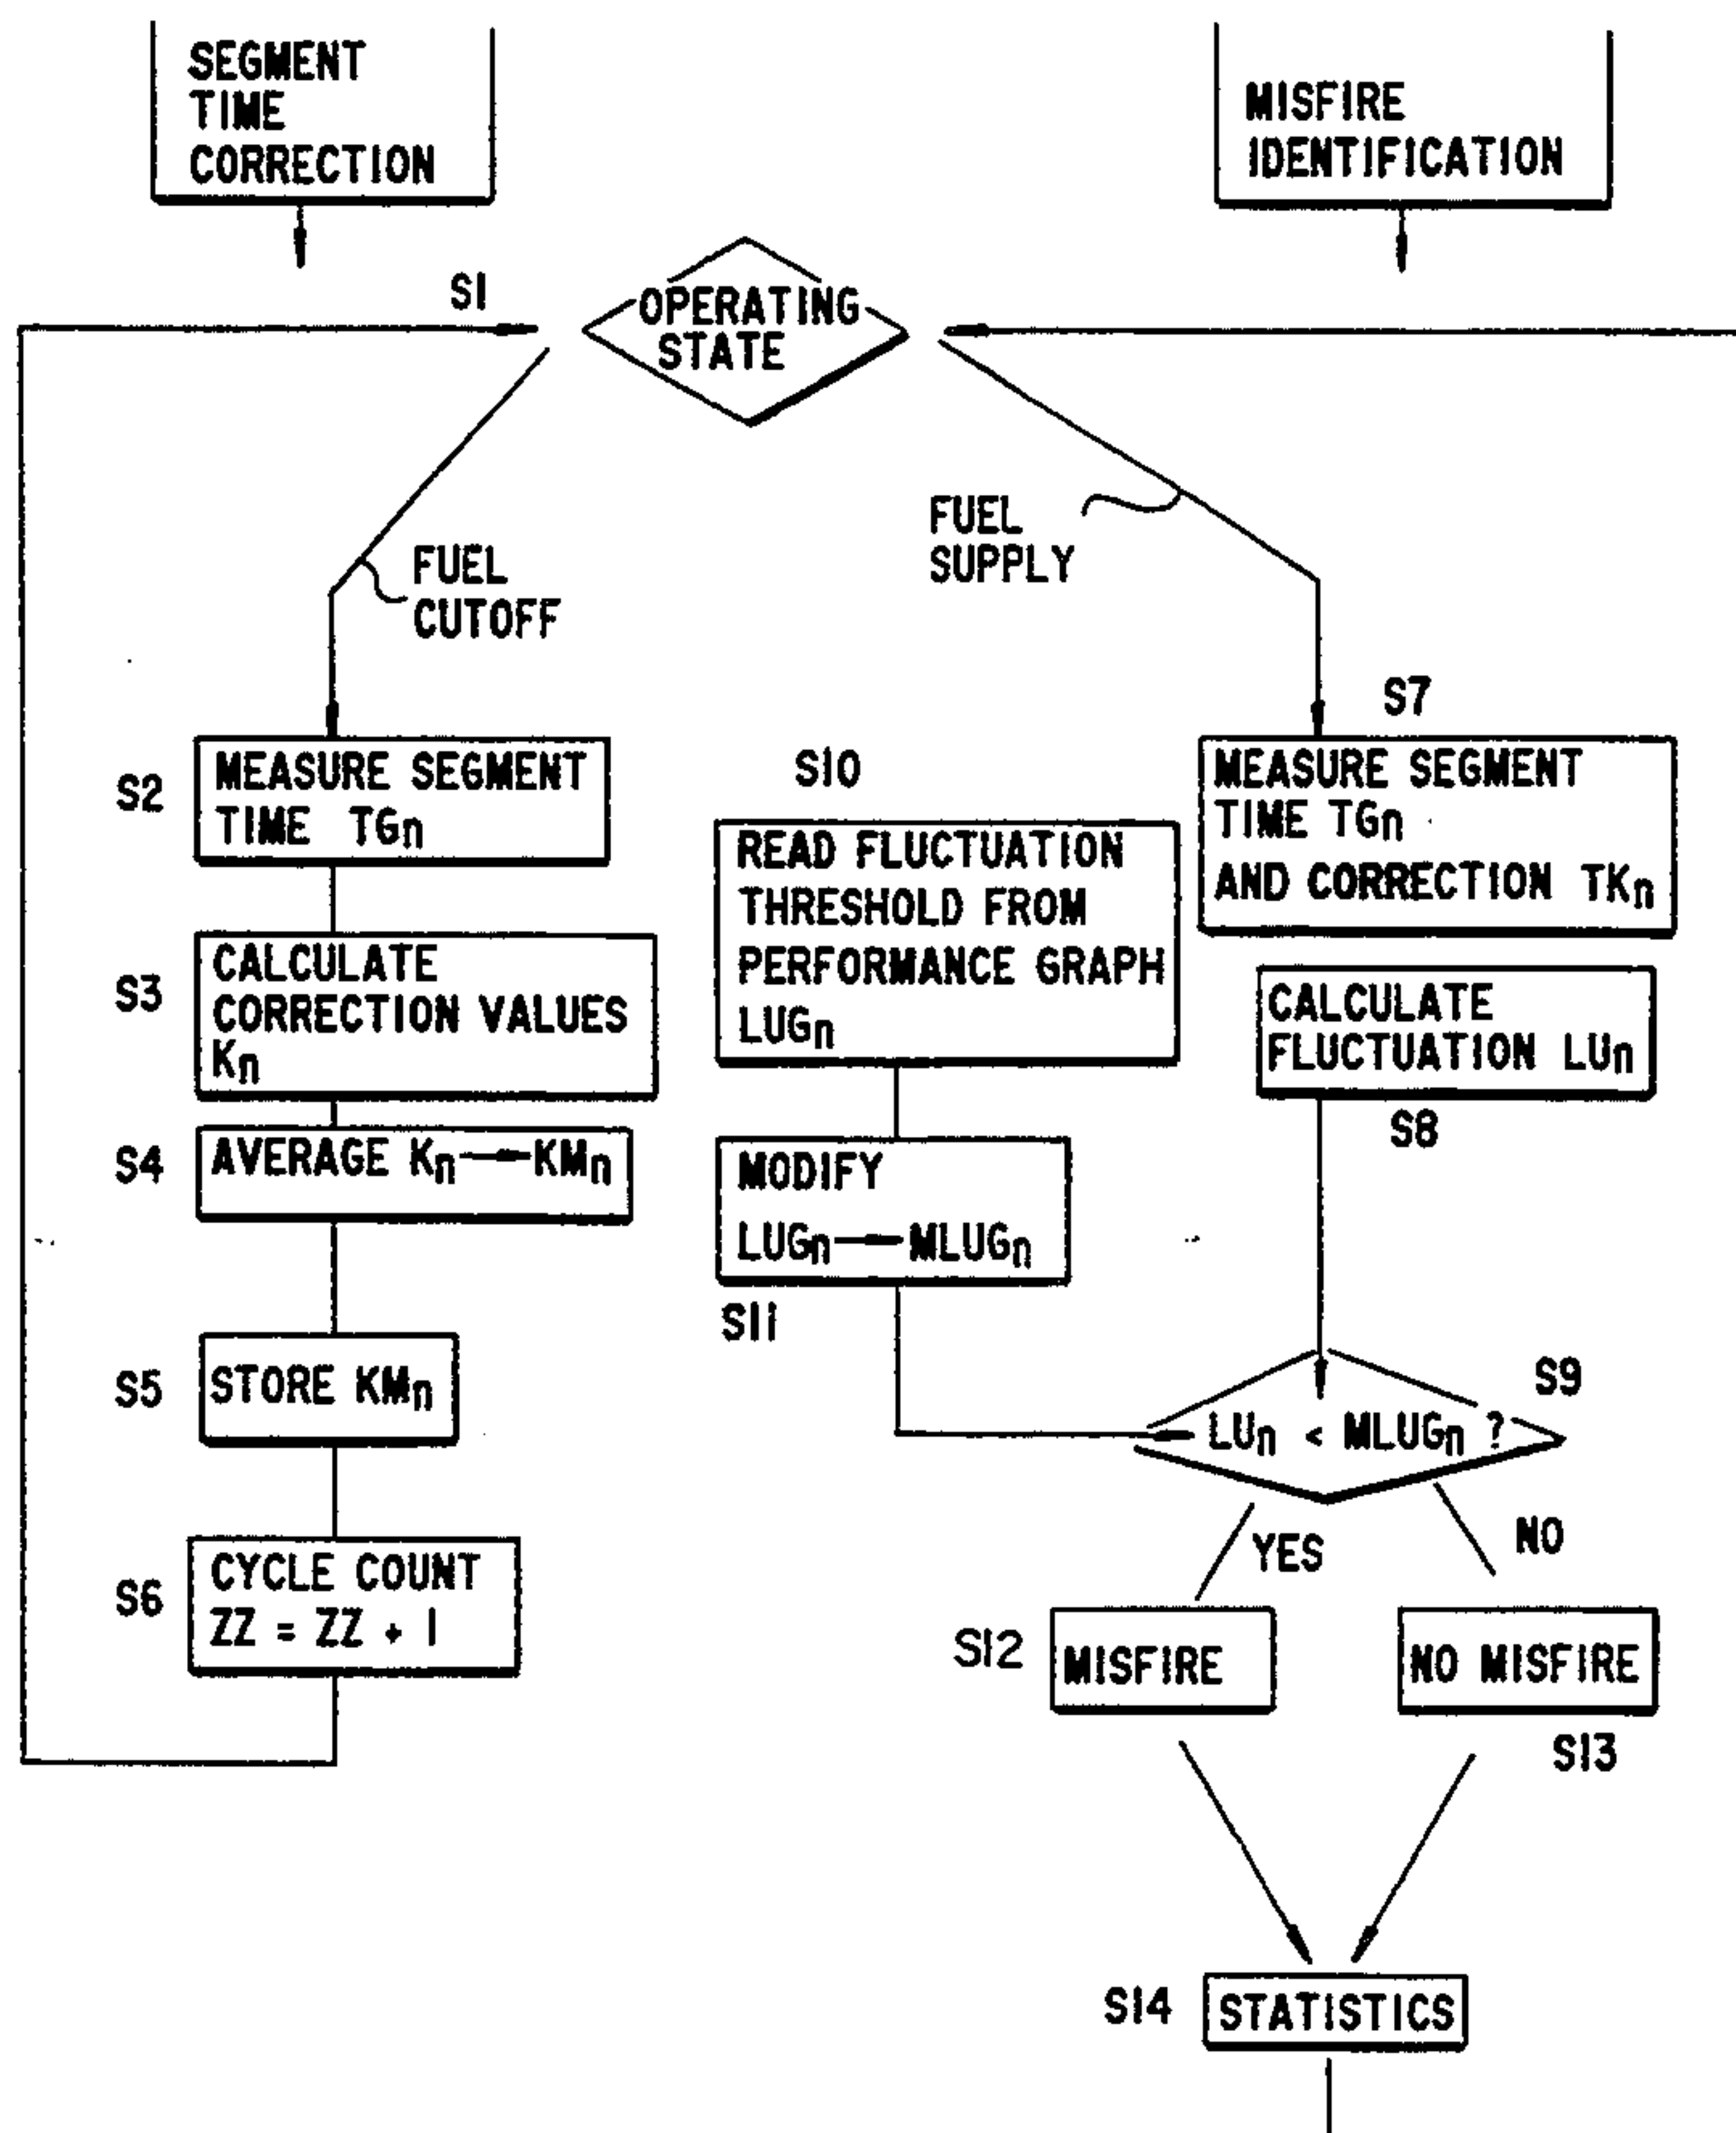 SEGMENT
TIME
CORRECTION
MISFIRE
IDENTIFICATION
S1
OPERATING
STATE
FUEL
CUTOFF
FUEL
SUPPLY
S2
MEASURE SEGMENT
TIME TGn
S3
CALCULATE
CORRECTION VALUES
Kn
S4
AVERAGE Kn→KMn
S5
STORE KMn
S6
CYCLE COUNT
ZZ = ZZ + 1
S10
READ FLUCTUATION
THRESHOLD FROM
PERFORMANCE GRAPH
LUGn
MODIFY
LUGn→MLUGn
S11
S7
MEASURE SEGMENT
TIME TGn
AND CORRECTION TKn
CALCULATE
FLUCTUATION LUn
S8
S9
LUn < MLUGn ?
YES
NO
S12
MISFIRE
NO MISFIRE
S13
S14
STATISTICS